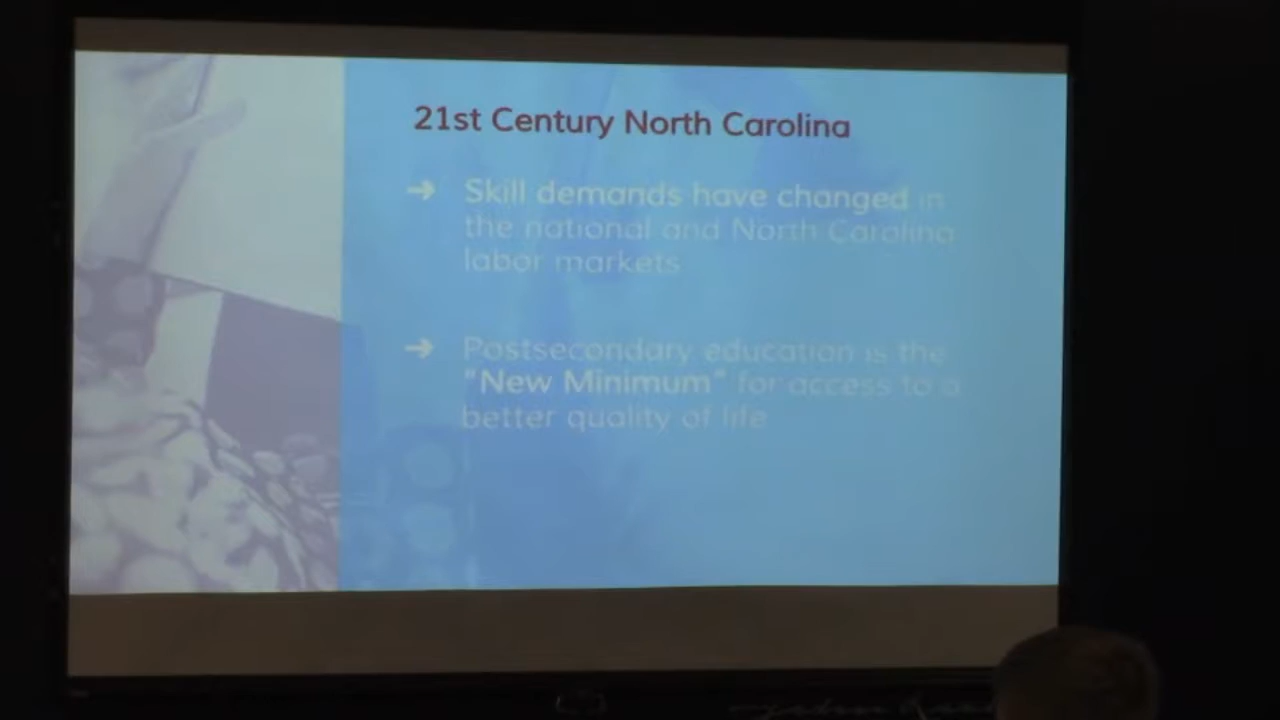 21st Century North Carolina
➔ Skill demands have changed in
the national and North Carolina
labor markets
➔ Postsecondary education is the
"New Minimum" for access to a
better quality of life